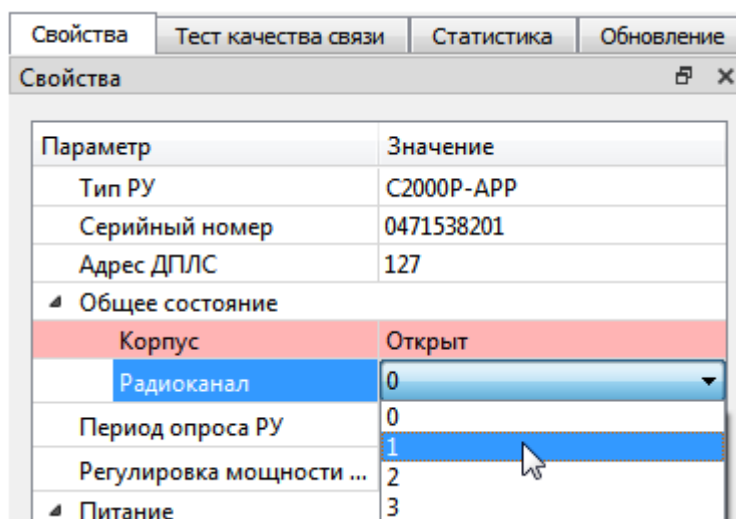 Свойства Тест качества связи Статистика Обновление
Свойства
Параметр Значение
Тип РУ С2000Р-АРР
Серийный номер 0471538201
Адрес ДПЛС 127
Общее состояние
Корпус Открыт
Радиоканал 0
0
Период опроса РУ
1
Регулировка мощности ... 2
Питание 3